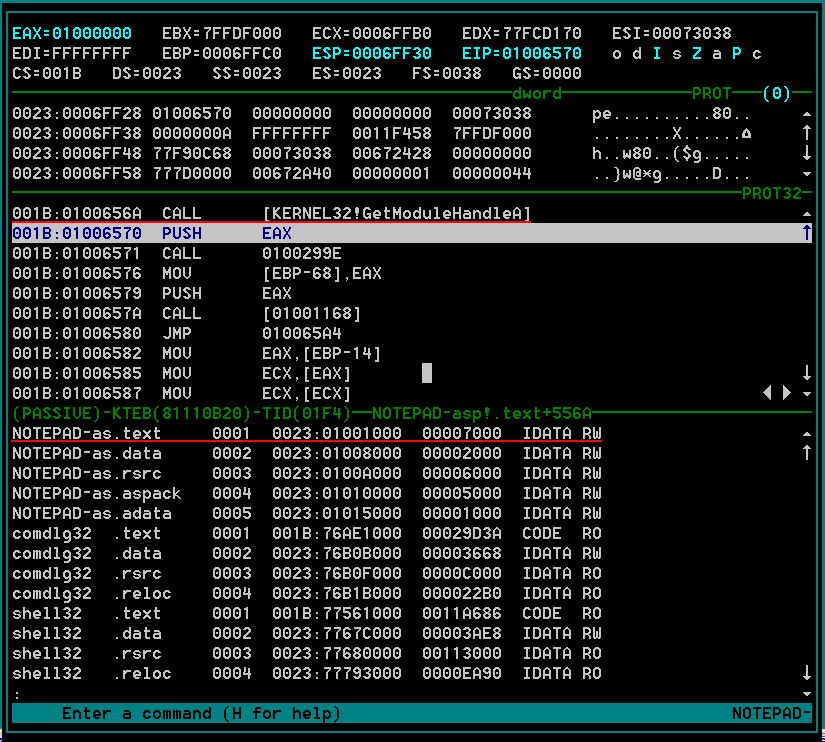 EAX=01000000 EBX=7FFDF000 ECX=0006FFB0 EDX=77FCD170 ESI=00073038
EDI=FFFFFFFF EBP=0006FFC0 ESP=0006FF30 EIP=01006570 o d I s Z a P c
CS=001B DS=0023 SS=0023 ES=0023 FS=0038 GS=0000
dword PROT (0)
0023:0006FF28 01006570 00000000 00000000 00073038 pe..........80..
0023:0006FF38 0000000A FFFFFFFF 0011F458 7FFDF000 ........X......⌂
0023:0006FF48 77F90C68 00073038 00672428 00000000 h..w80..($g.....
0023:0006FF58 777D0000 00672A40 00000001 00000044 ..}w@*g.....D...
PROT32
001B:0100656A CALL [KERNEL32!GetModuleHandleA]
001B:01006570 PUSH EAX
001B:01006571 CALL 0100299E
001B:01006576 MOV [EBP-68],EAX
001B:01006579 PUSH EAX
001B:0100657A CALL [01001168]
001B:01006580 JMP 010065A4
001B:01006582 MOV EAX,[EBP-14]
001B:01006585 MOV ECX,[EAX]
001B:01006587 MOV ECX,[ECX]
(PASSIVE)-KTEB(81110B20)-TID(01F4)—NOTEPAD-asp!.text+556A
NOTEPAD-as.text 0001 0023:01001000 00007000 IDATA RW
NOTEPAD-as.data 0002 0023:01008000 00002000 IDATA RW
NOTEPAD-as.rsrc 0003 0023:0100A000 00006000 IDATA RW
NOTEPAD-as.aspack 0004 0023:01010000 00005000 IDATA RW
NOTEPAD-as.adata 0005 0023:01015000 00001000 IDATA RW
comdlg32 .text 0001 001B:76AE1000 00029D3A CODE RO
comdlg32 .data 0002 0023:76B0B000 00003668 IDATA RW
comdlg32 .rsrc 0003 0023:76B0F000 0000C000 IDATA RO
comdlg32 .reloc 0004 0023:76B1B000 000022B0 IDATA RO
shell32 .text 0001 001B:77561000 0011A686 CODE RO
shell32 .data 0002 0023:7767C000 00003AE8 IDATA RW
shell32 .rsrc 0003 0023:77680000 00113000 IDATA RO
shell32 .reloc 0004 0023:77793000 0000EA90 IDATA RO
:
Enter a command (H for help) NOTEPAD-